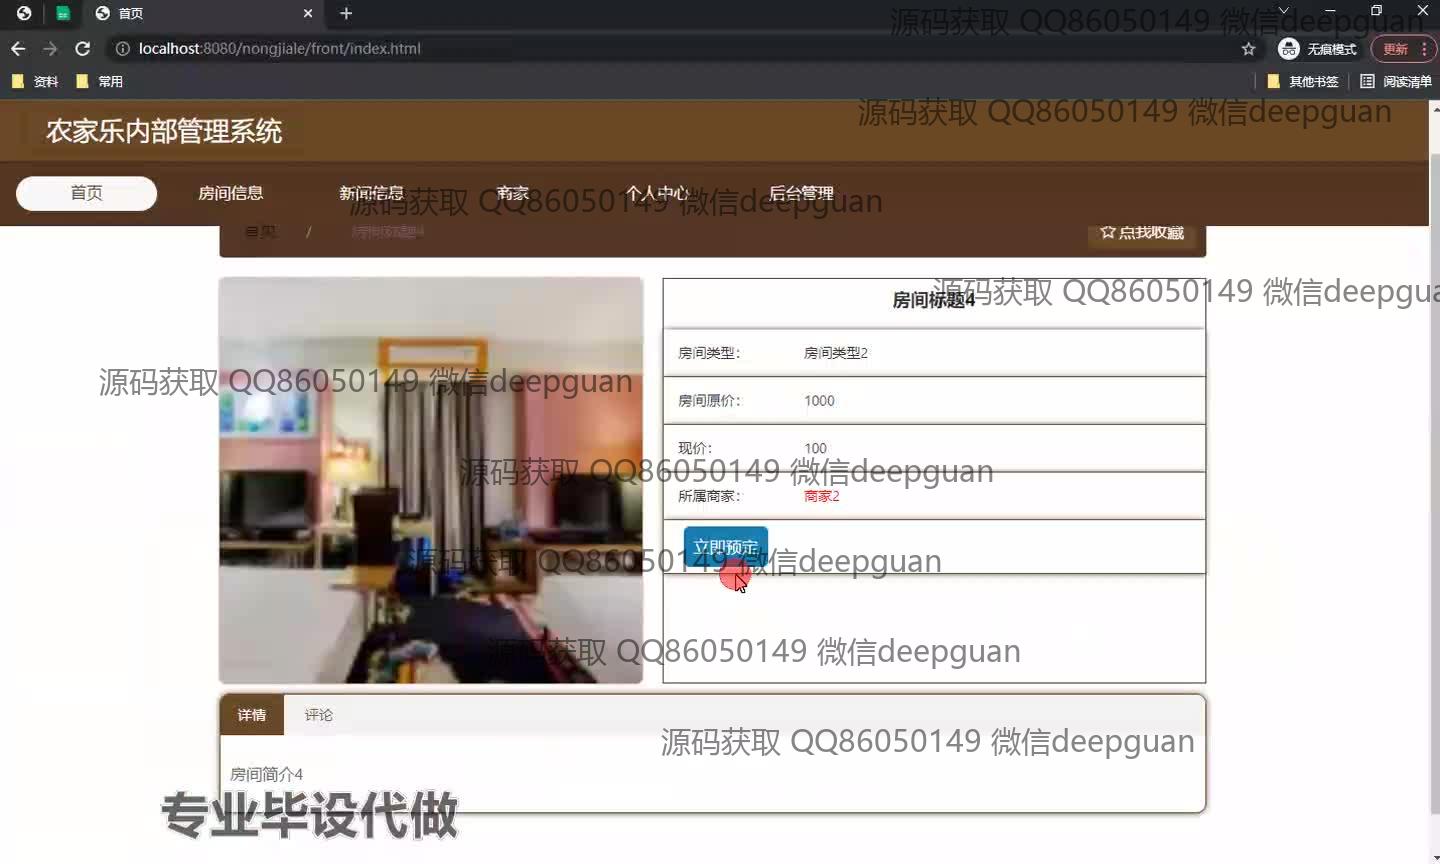 首页
源码获取 QQ86050149 微信deepguan
localhost:8080/nongjiale/front/index.html
无痕模式
更新
资料
常用
其他书签
阅读清单
源码获取 QQ86050149 微信deepguan
农家乐内部管理系统
首页
房间信息
新闻信息
商家
个人中心
后台管理
源码获取 QQ86050149 微信deepguan
首页
/
房间标题4
☆点我收藏
源码获取 QQ86050149 微信deepgua
房间标题4
房间类型:
房间类型2
源码获取 QQ86050149 微信deepguan
房间原价:
1000
现价:
100
源码获取 QQ86050149 微信deepguan
所属商家:
商家2
立即预定
源码获取 QQ86050149 微信deepguan
源码获取 QQ86050149 微信deepguan
详情
评论
源码获取 QQ86050149 微信deepguan
房间简介4
专业毕设代做